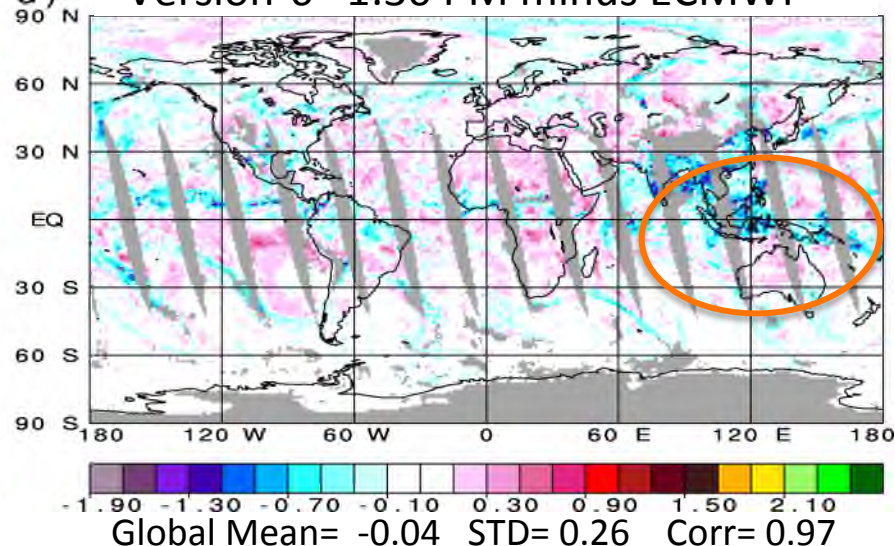 90 N
60 N
30 N
EQ
30 S
60 S
90 S
180 120 W 60 W 0 60 E 120 E 180
-1.90 -1.30 -0.70 -0.10 0.30 0.90 1.50 2.10
Global Mean= -0.04 STD= 0.26 Corr= 0.97